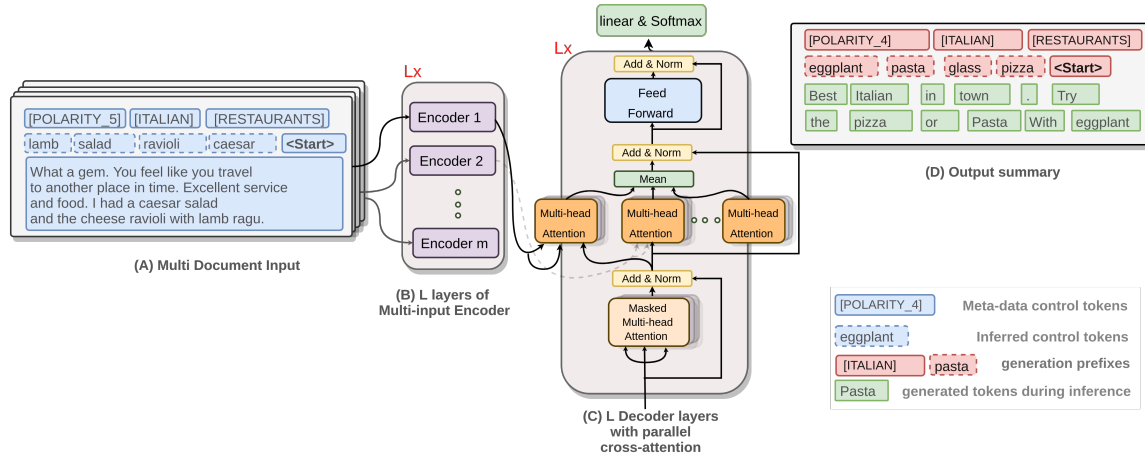 [POLARITY_5] [ITALIAN] [RESTAURANTS]
lamb salad ravioli caesar <Start>
What a gem. You feel like you travel
to another place in time. Excellent service
and food. I had a caesar salad
and the cheese ravioli with lamb ragu.
(A) Multi Document Input
Lx
Encoder 1
Encoder 2
Encoder m
(B) L layers of
Multi-input Encoder
linear & Softmax
Lx
Add & Norm
Feed
Forward
Add & Norm
Mean
Multi-head
Attention
Multi-head
Attention
Multi-head
Attention
Add & Norm
Masked
Multi-head
Attention
(C) L Decoder layers
with parallel
cross-attention
[POLARITY_4] [ITALIAN] [RESTAURANTS]
eggplant pasta glass pizza <Start>
Best Italian in town . Try
the pizza or Pasta With eggplant
(D) Output summary
[POLARITY_4] Meta-data control tokens
eggplant Inferred control tokens
[ITALIAN] pasta generation prefixes
Pasta generated tokens during inference